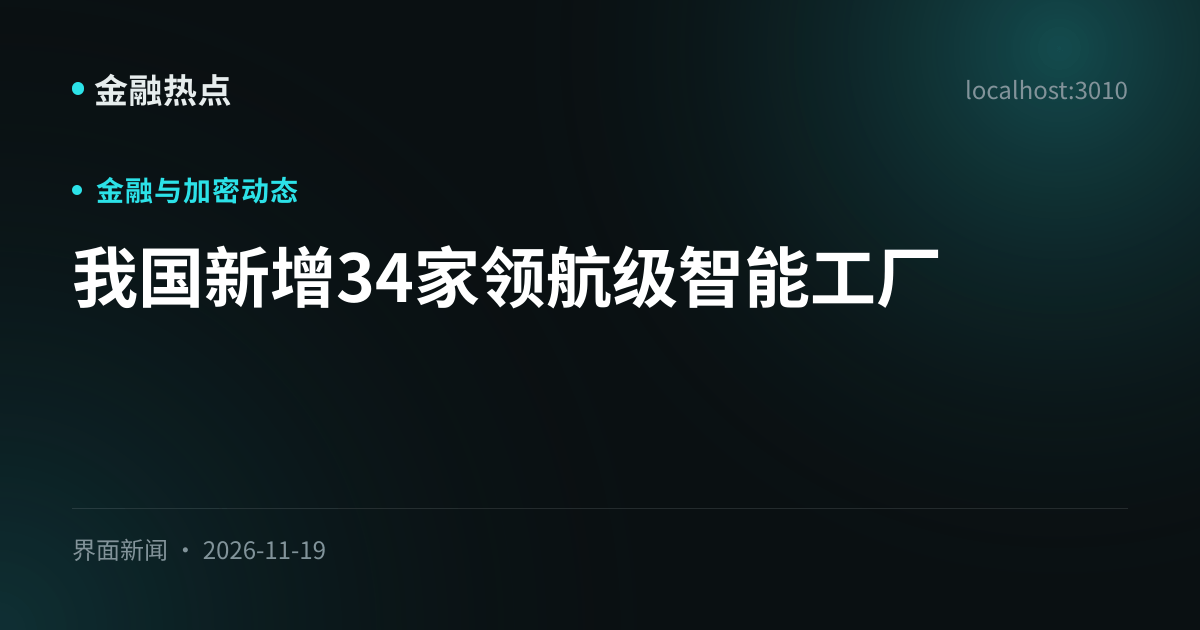 金融热点
localhost:3010
金融与加密动态
我国新增34家领航级智能工厂
界面新闻 • 2026-11-19